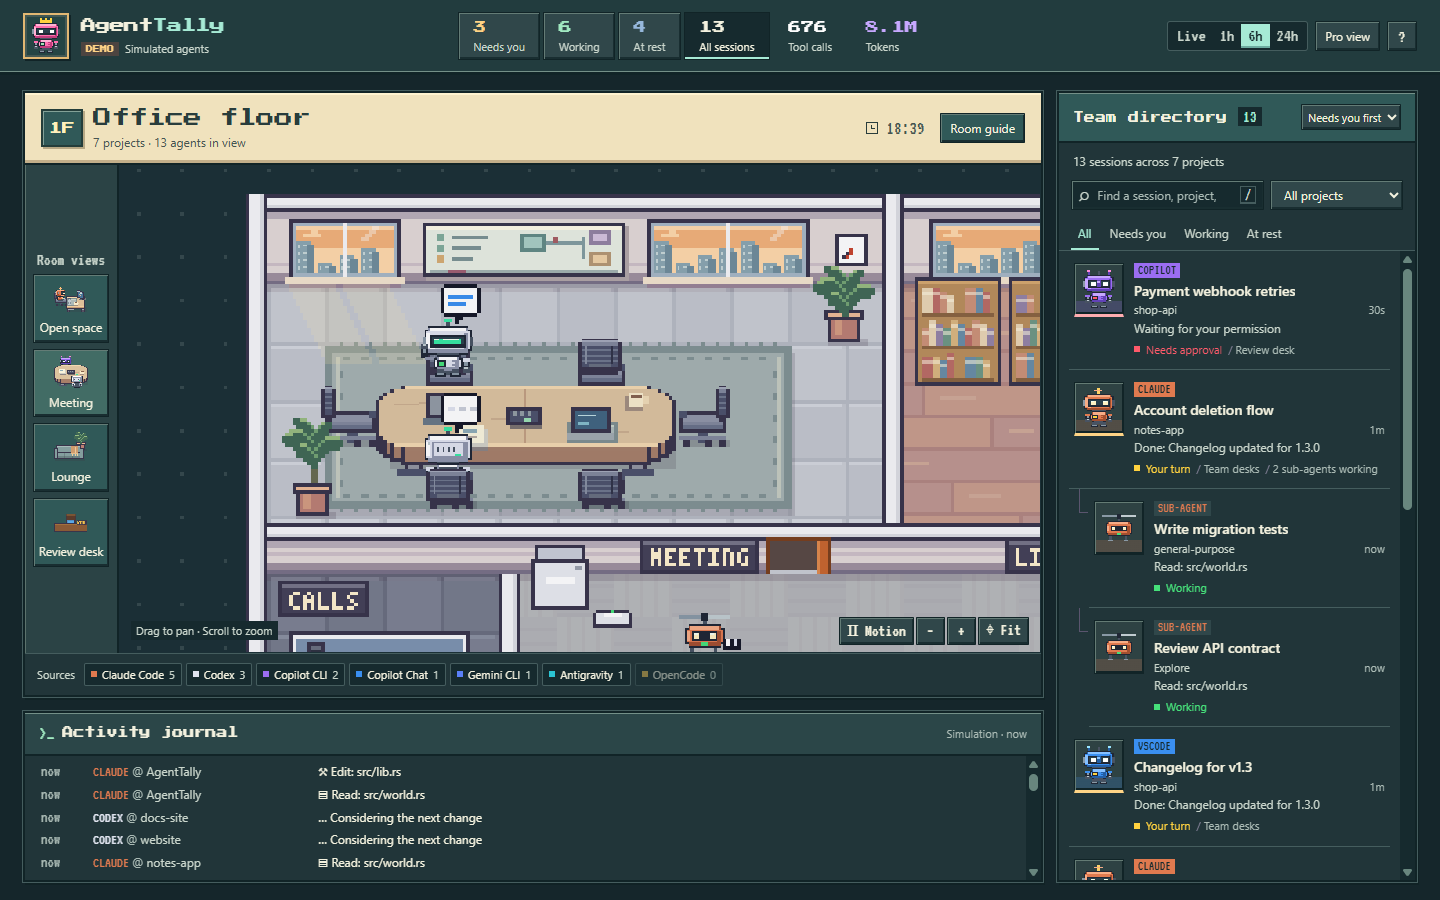 AgentTally
DEMO Simulated agents
3 Needs you
6 Working
4 At rest
13 All sessions
676 Tool calls
8.1M Tokens
Live 1h 6h 24h
Pro view
?
1F
Office floor
7 projects · 13 agents in view
18:39
Room guide
Room views
Open space
Meeting
Lounge
Review desk
MEETING
LI
CALLS
Drag to pan · Scroll to zoom
Motion
-
+
Fit
Sources
Claude Code 5
Codex 3
Copilot CLI 2
Copilot Chat 1
Gemini CLI 1
Antigravity 1
OpenCode 0
Activity journal
Simulation · now
now CLAUDE @ AgentTally Edit: src/lib.rs
now CLAUDE @ AgentTally Read: src/world.rs
now CODEX @ docs-site ... Considering the next change
now CODEX @ website ... Considering the next change
now CLAUDE @ notes-app Read: src/world.rs
Team directory 13
Needs you first
13 sessions across 7 projects
Find a session, project, /
All projects
All Needs you Working At rest
COPILOT
Payment webhook retries
shop-api 30s
Waiting for your permission
Needs approval / Review desk
CLAUDE
Account deletion flow
notes-app 1m
Done: Changelog updated for 1.3.0
Your turn / Team desks / 2 sub-agents working
SUB-AGENT
Write migration tests
general-purpose now
Read: src/world.rs
Working
SUB-AGENT
Review API contract
Explore now
Read: src/world.rs
Working
VSCODE
Changelog for v1.3
shop-api 1m
Done: Changelog updated for 1.3.0
Your turn / Team desks
CLAUDE